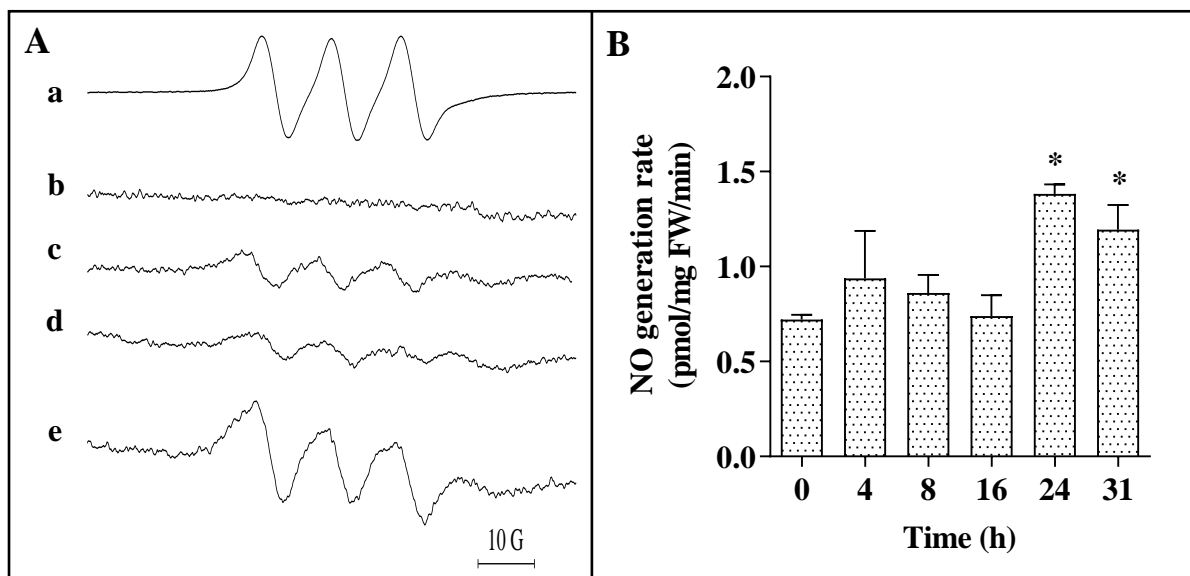 A
a
b
c
d
e
10 G
B
NO generation rate
(pmol/mg FW/min)
2.0
1.5
1.0
0.5
0.0
* *
0 4 8 16 24 31
Time (h)